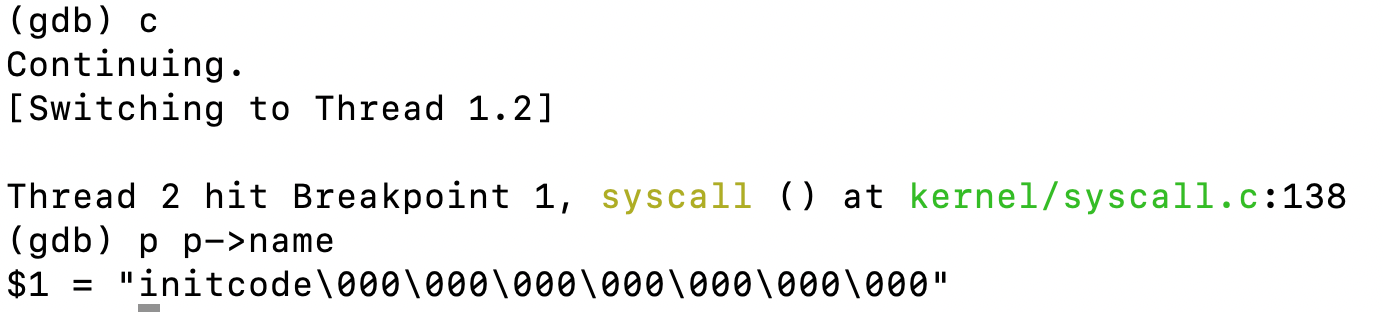 (gdb) c
Continuing.
[Switching to Thread 1.2]
Thread 2 hit Breakpoint 1, syscall () at kernel/syscall.c:138
(gdb) p p->name
$1 = "initcode\000\000\000\000\000\000\000"